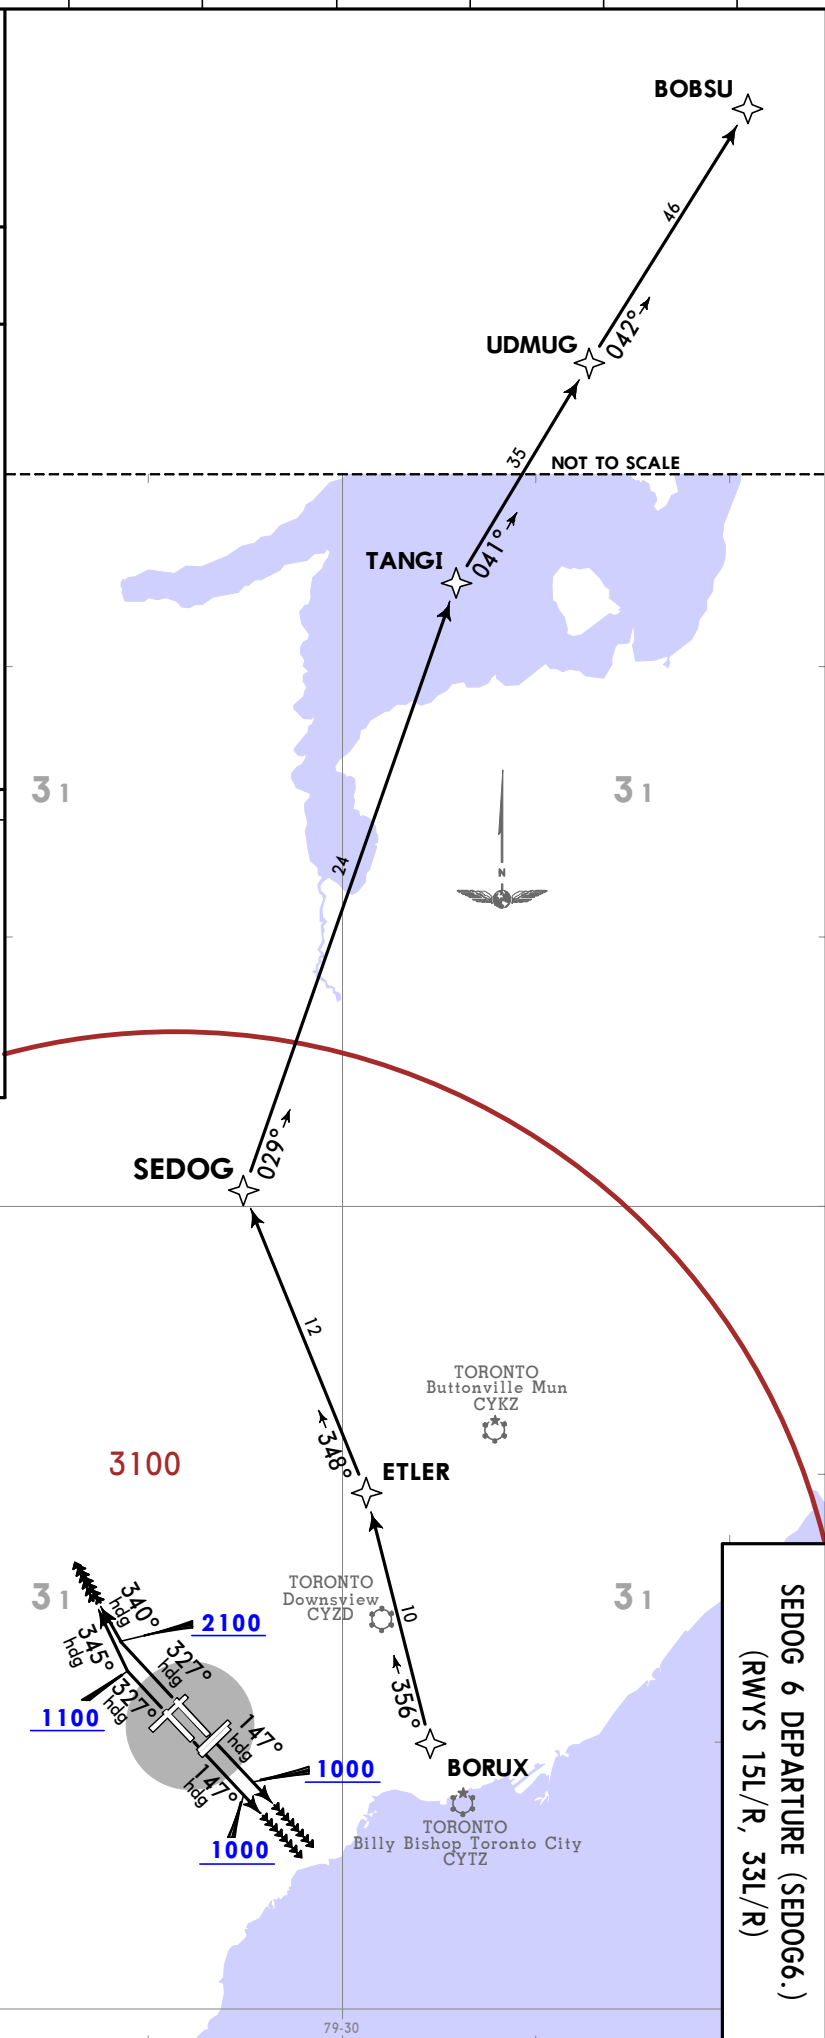 BOBSU
46
UDMUG
042°
35
NOT TO SCALE
TANGI
041°
31
31
24
N
SEDOG
029°
12
TORONTO
Buttonville Mun
CYKZ
348°
3100
ETLER
31
31
TORONTO
Downsview
CYZD
10
340°
hdg
2100
345°
hdg
327°
hdg
356°
1100
327°
hdg
147°
hdg
BORUX
1000
147°
hdg
1000
TORONTO
Billy Bishop Toronto City
CYTZ
SEDOG 6 DEPARTURE (SEDOG6.)
(RWYS 15L/R, 33L/R)
79-30